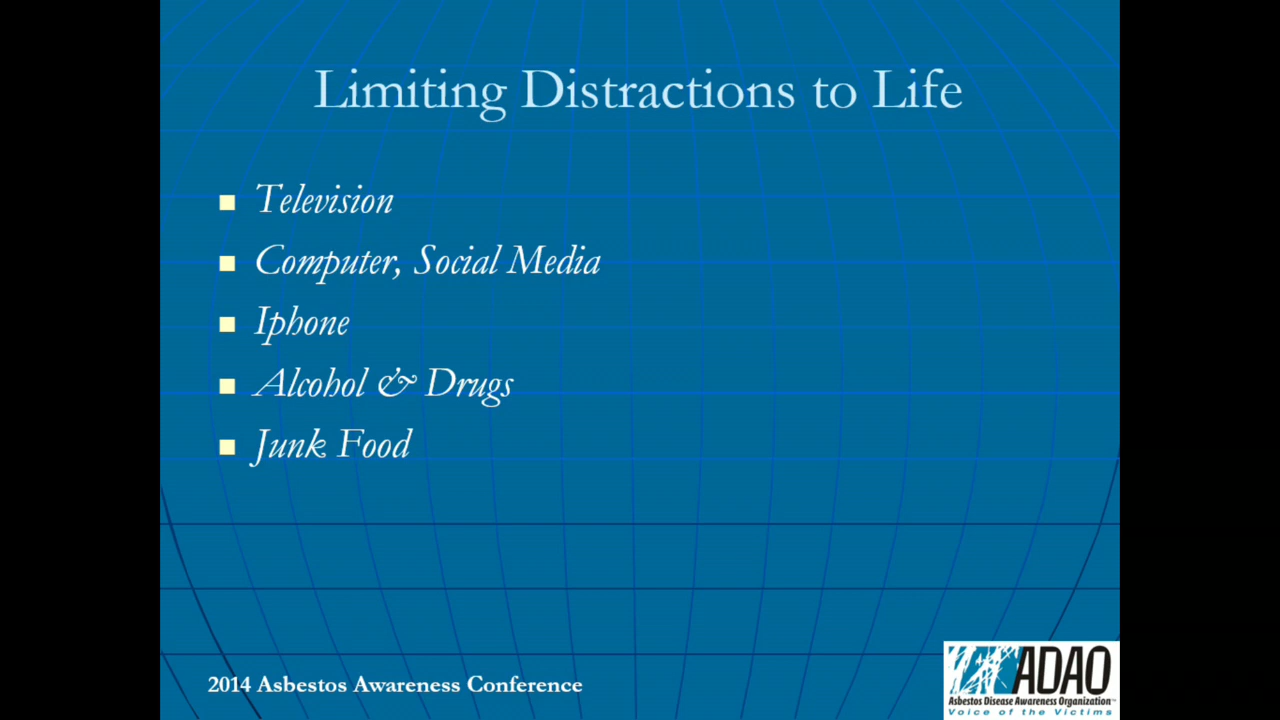 Limiting Distractions to Life
Television
Computer, Social Media
Iphone
Alcohol & Drugs
Junk Food
2014 Asbestos Awareness Conference
ADAO
Asbestos Disease Awareness Organization
Voice of the Victims